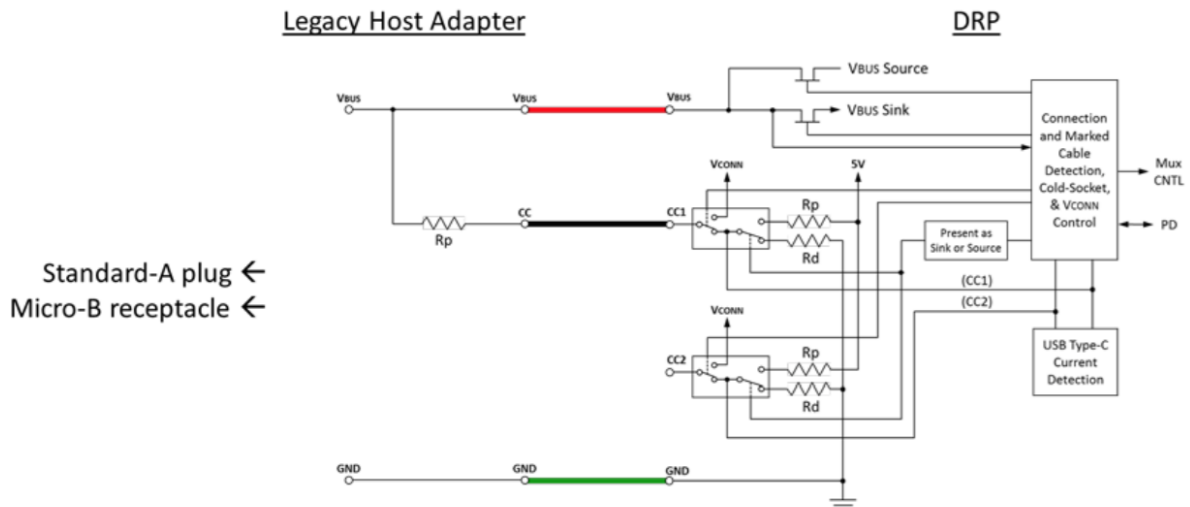 Legacy Host Adapter
DRP
VBUS
VBUS
VBUS
VBUS Source
VBUS Sink
Connection
and Marked
Cable
Detection,
Cold-Socket,
& VCONN
Control
Mux
CNTL
PD
VCONN
5V
CC
CC1
Rp
Rp
Rd
Present as
Sink or Source
Standard-A plug ←
Micro-B receptacle ←
(CC1)
(CC2)
VCONN
CC2
Rp
Rd
USB Type-C
Current
Detection
GND
GND
GND